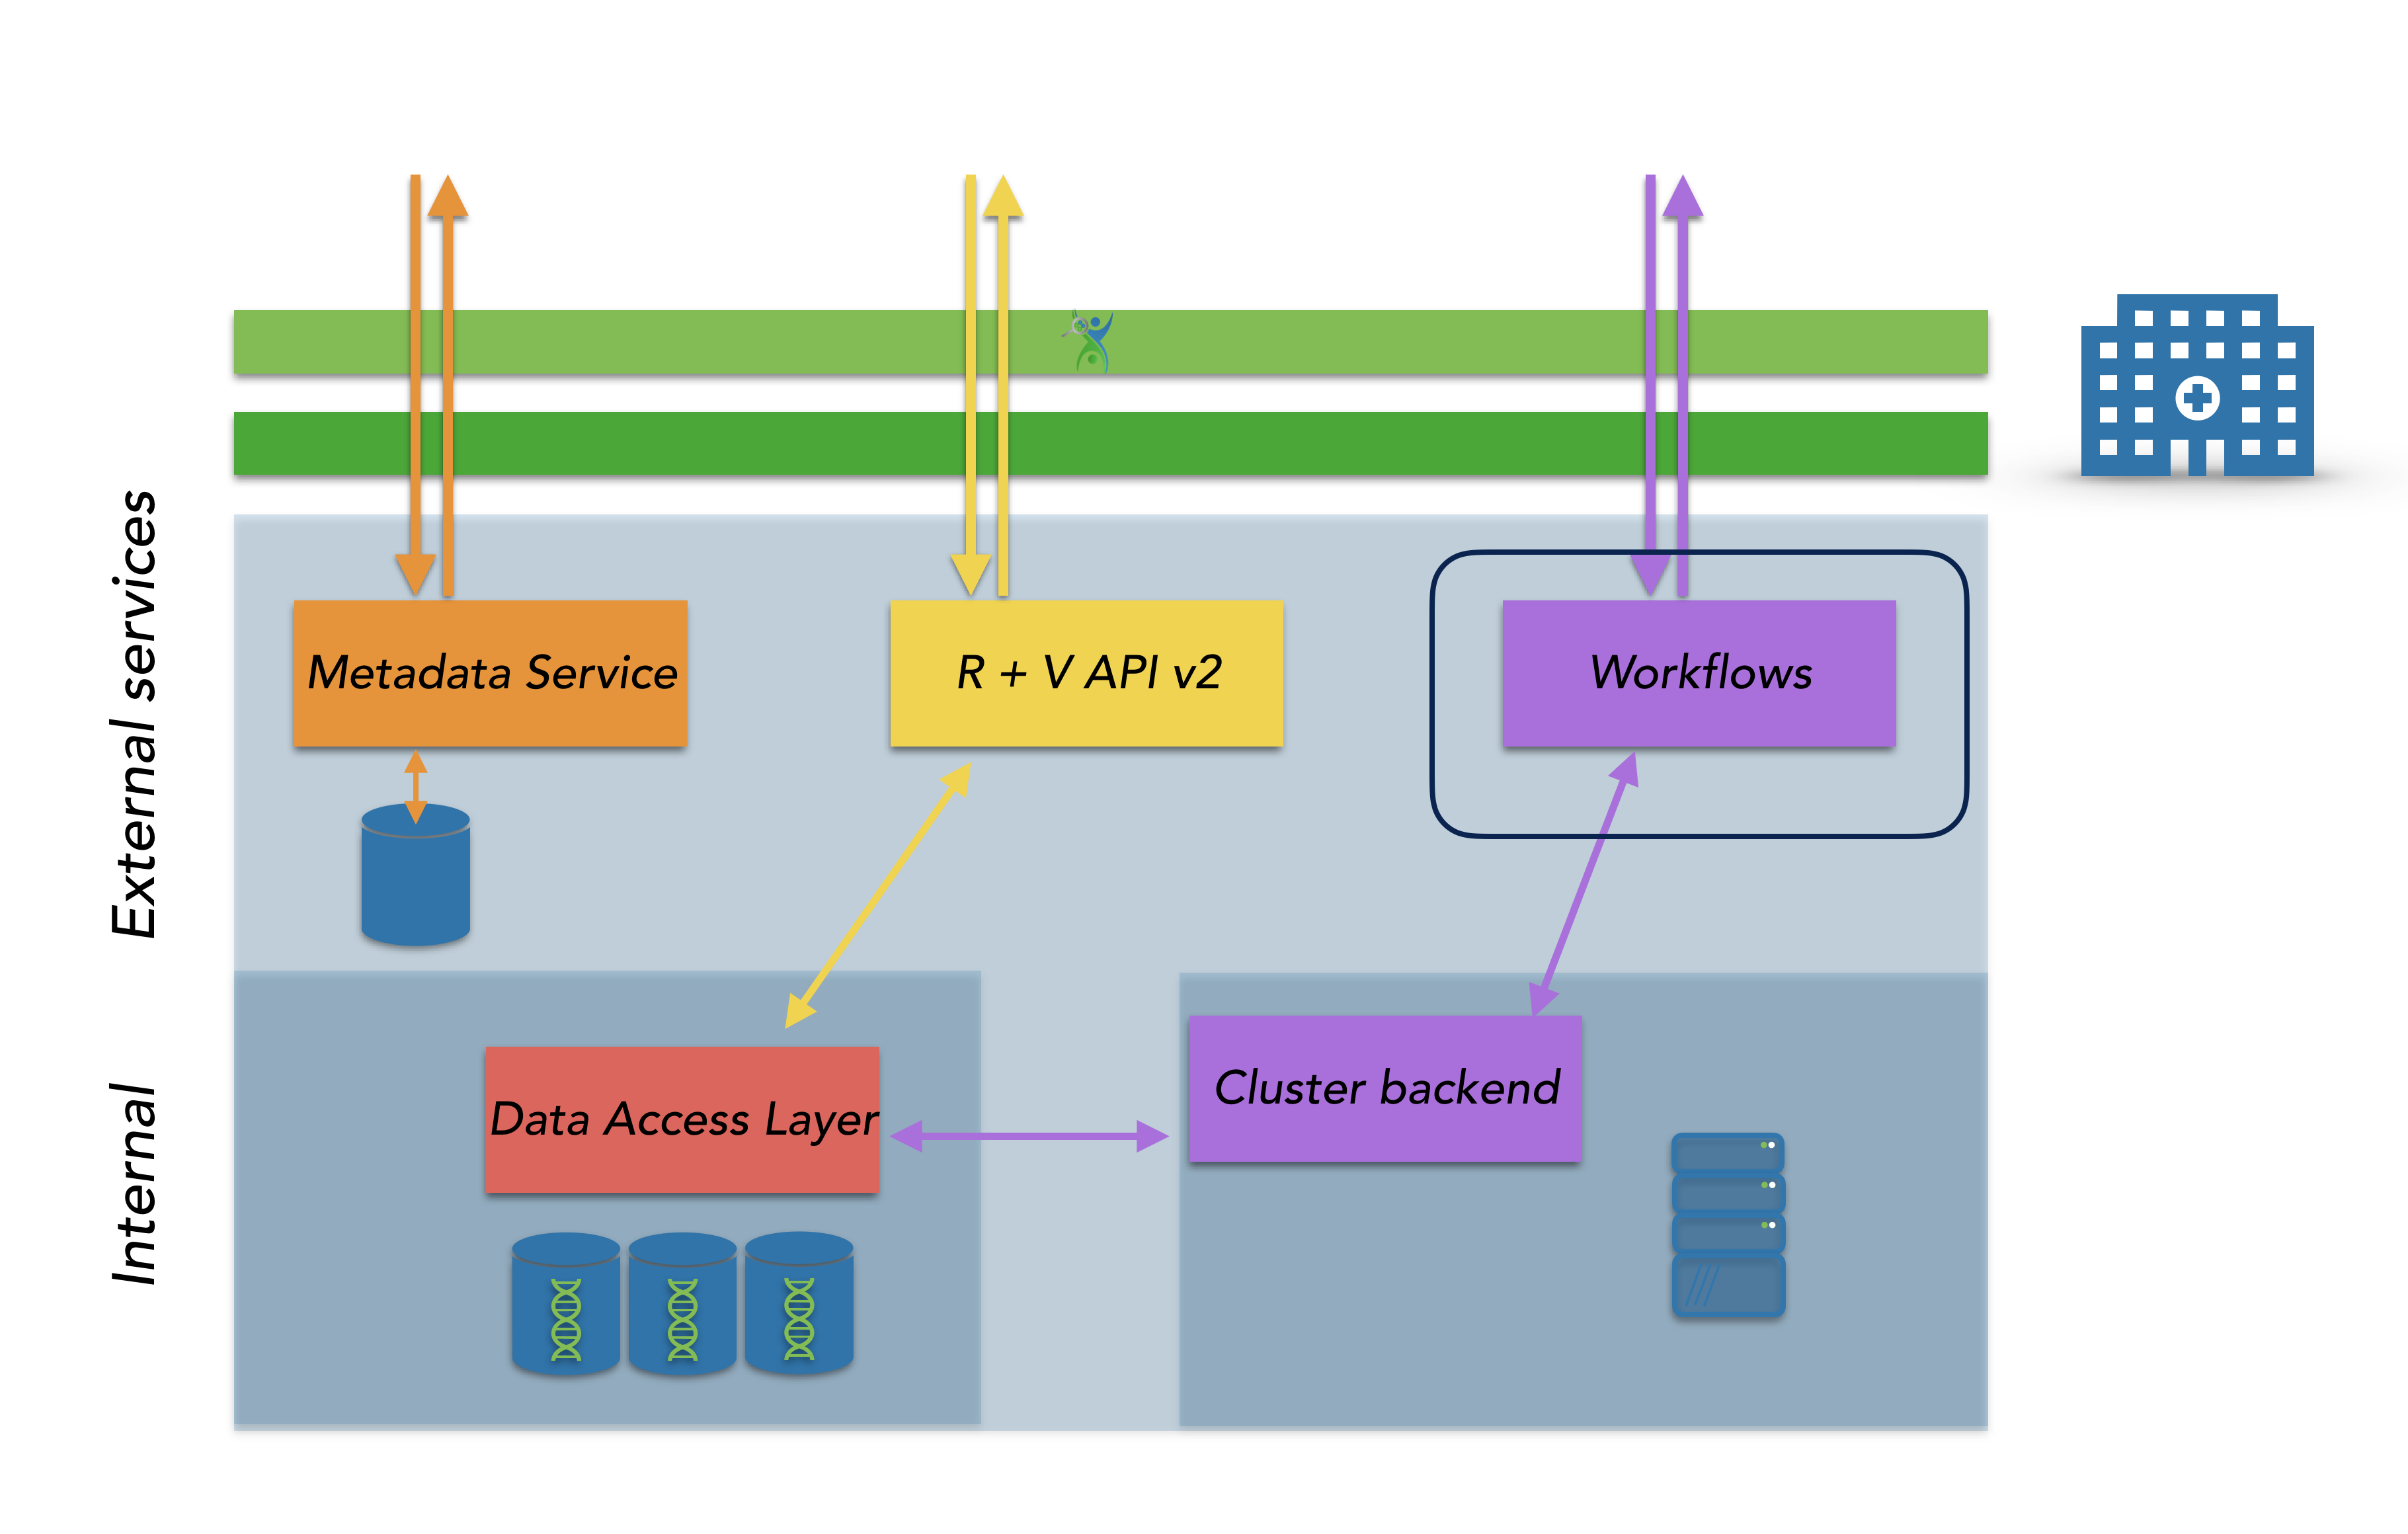 External services
Metadata Service
R + V API v2
Workflows
Internal
Data Access Layer
Cluster backend